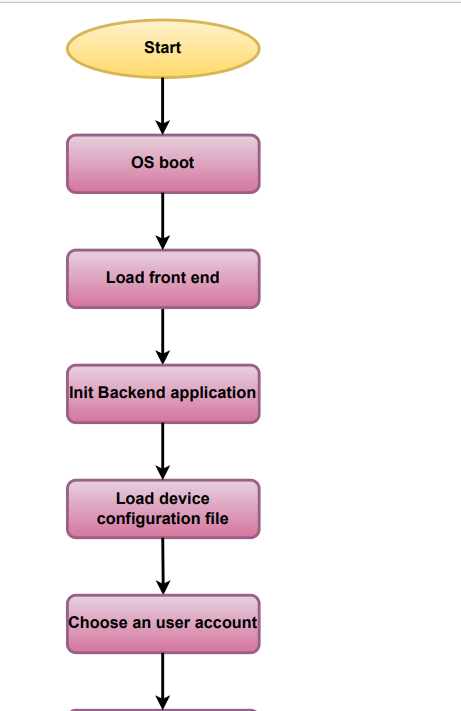 Start
OS boot
Load front end
Init Backend application
Load device
configuration file
Choose an user account